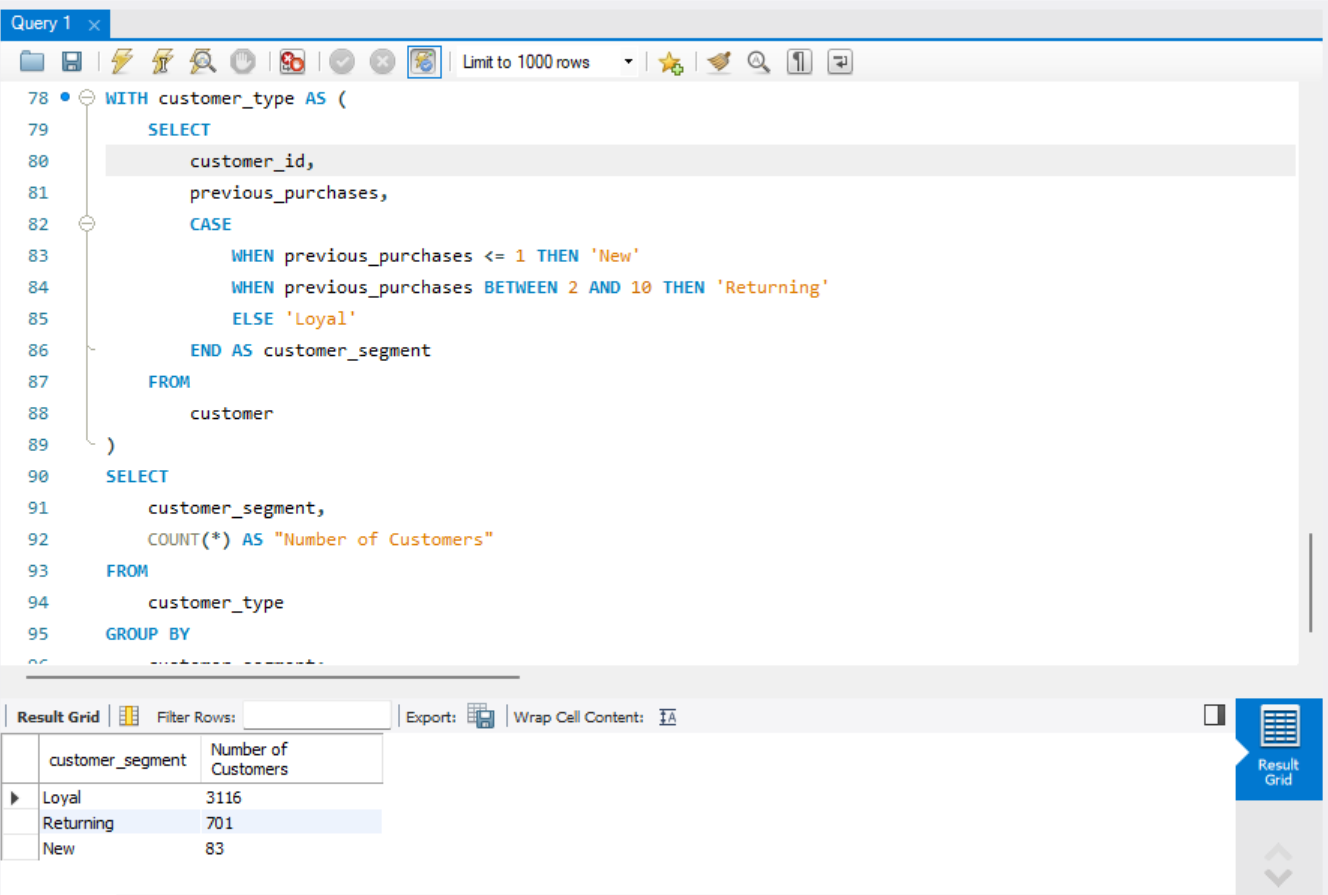 Query 1
Limit to 1000 rows
78 WITH customer_type AS (
79 SELECT
80 customer_id,
81 previous_purchases,
82 CASE
83 WHEN previous_purchases <= 1 THEN 'New'
84 WHEN previous_purchases BETWEEN 2 AND 10 THEN 'Returning'
85 ELSE 'Loyal'
86 END AS customer_segment
87 FROM
88 customer
89 )
90 SELECT
91 customer_segment,
92 COUNT(*) AS "Number of Customers"
93 FROM
94 customer_type
95 GROUP BY
Result Grid Filter Rows: Export: Wrap Cell Content: IA
customer_segment Number of
Customers
Loyal 3116
Returning 701
New 83
Result
Grid